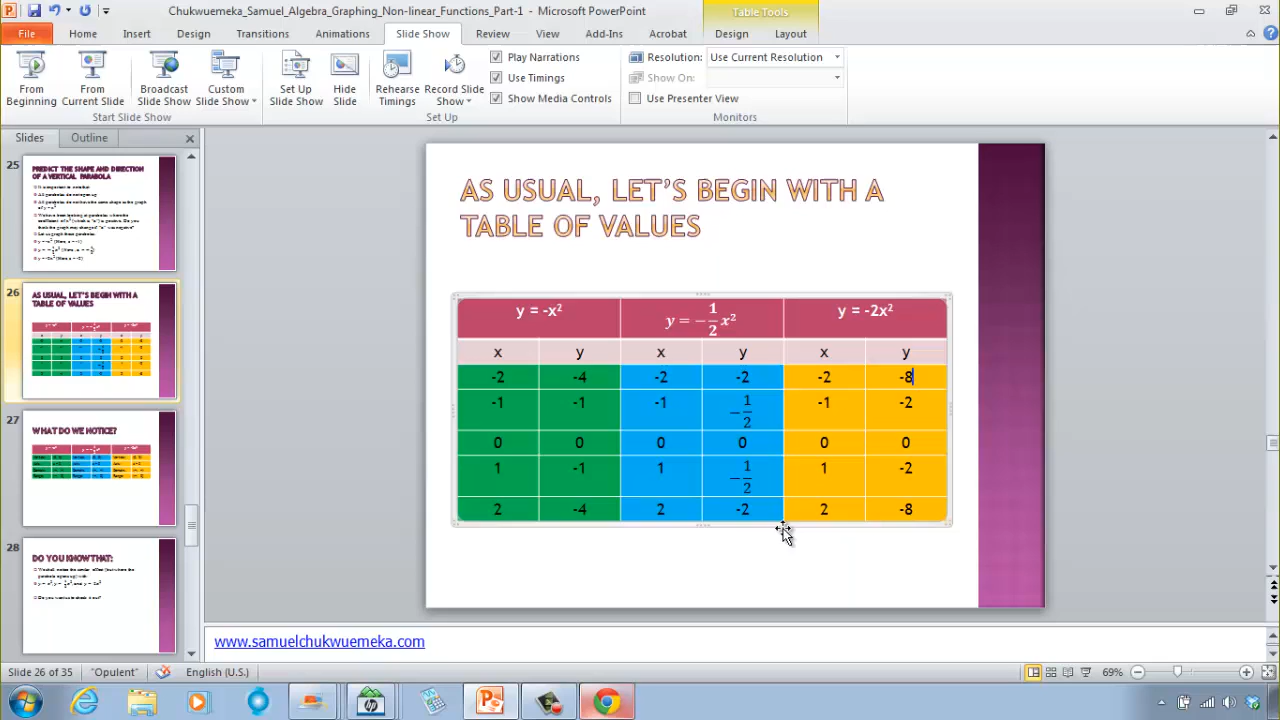 Chukwuemeka_Samuel_Algebra_Graphing_Non-linear_Functions_Part-1 - Microsoft PowerPoint
Table Tools
File Home Insert Design Transitions Animations Slide Show Review View Add-Ins Acrobat Design Layout
From Beginning
From Current Slide
Broadcast Slide Show
Custom Slide Show
Start Slide Show
Set Up Slide Show
Hide Slide
Rehearse Timings
Record Slide Show
Play Narrations
Use Timings
Show Media Controls
Set Up
Resolution: Use Current Resolution
Show On:
Use Presenter View
Monitors
Slides Outline
25
PREDICT THE SHAPE AND DIRECTION
OF A VERTICAL PARABOLA
26
AS USUAL, LET'S BEGIN WITH A
TABLE OF VALUES
27
WHAT DO WE NOTICE?
28
DO YOU KNOW THAT:
AS USUAL, LET'S BEGIN WITH A
TABLE OF VALUES
y = -x² y = −1/2 x² y = -2x²
x y x y x y
-2 -4 -2 -2 -2 -8
-1 -1 -1 −1/2 -1 -2
0 0 0 0 0 0
1 -1 1 −1/2 1 -2
2 -4 2 -2 2 -8
www.samuelchukwuemeka.com
Slide 26 of 35 "Opulent" English (U.S.) 69%